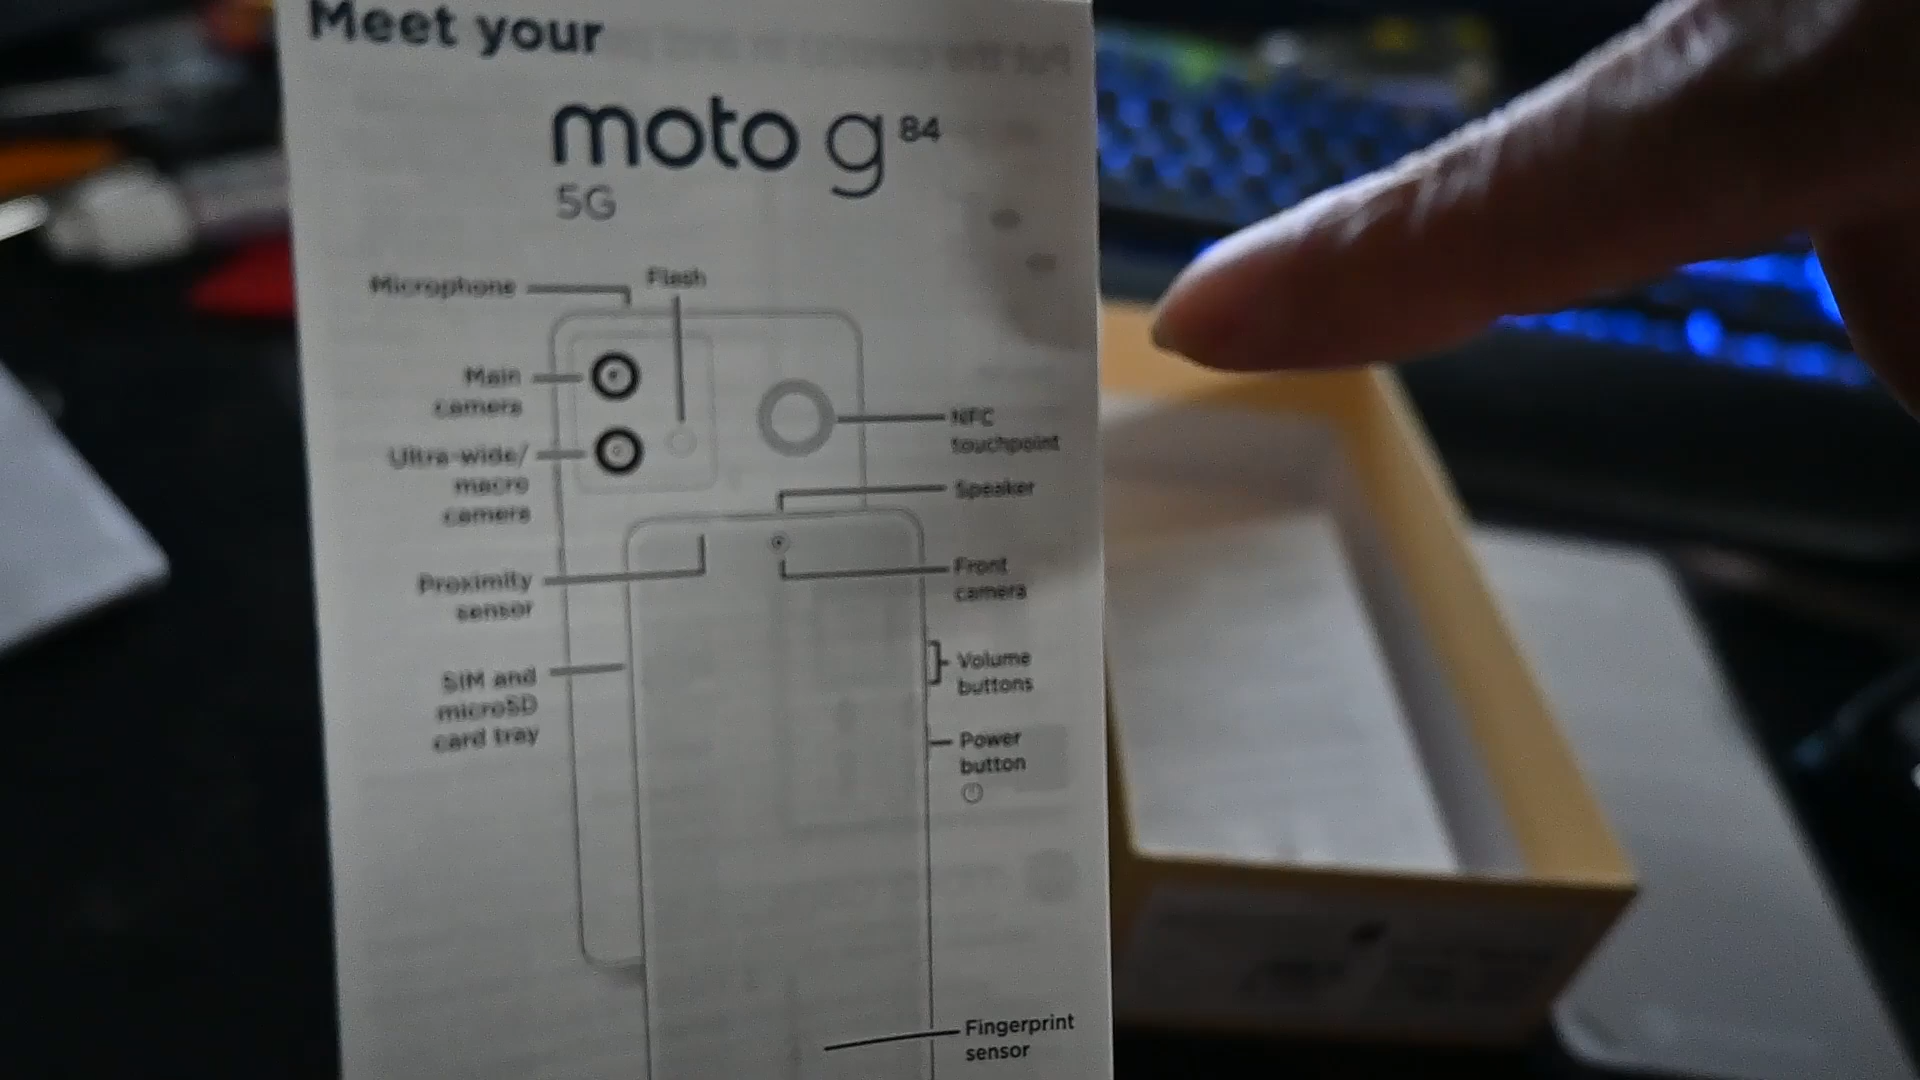 Meet your
moto g84
5G
Microphone
Flash
Main
camera
Ultra-wide/
macro
camera
NFC
touchpoint
Speaker
Proximity
sensor
Front
camera
SIM and
microSD
card tray
Volume
buttons
Power
button
Fingerprint
sensor